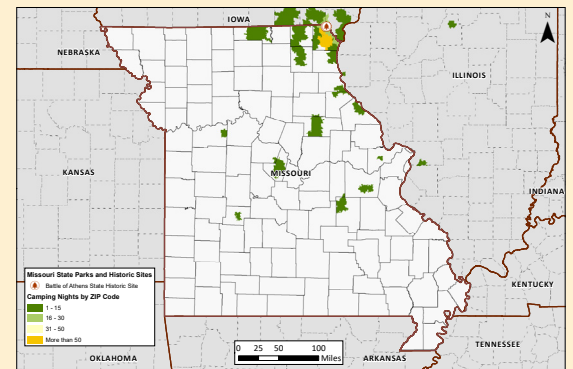 IOWA
N
NEBRASKA
ILLINOIS
KANSAS
MISSOURI
INDIANA
Missouri State Parks and Historic Sites
Battle of Athens State Historic Site
Camping Nights by ZIP Code
1 - 15
16 - 30
31 - 50
More than 50
KENTUCKY
0 25 50 100
Miles
TENNESSEE
OKLAHOMA
ARKANSAS